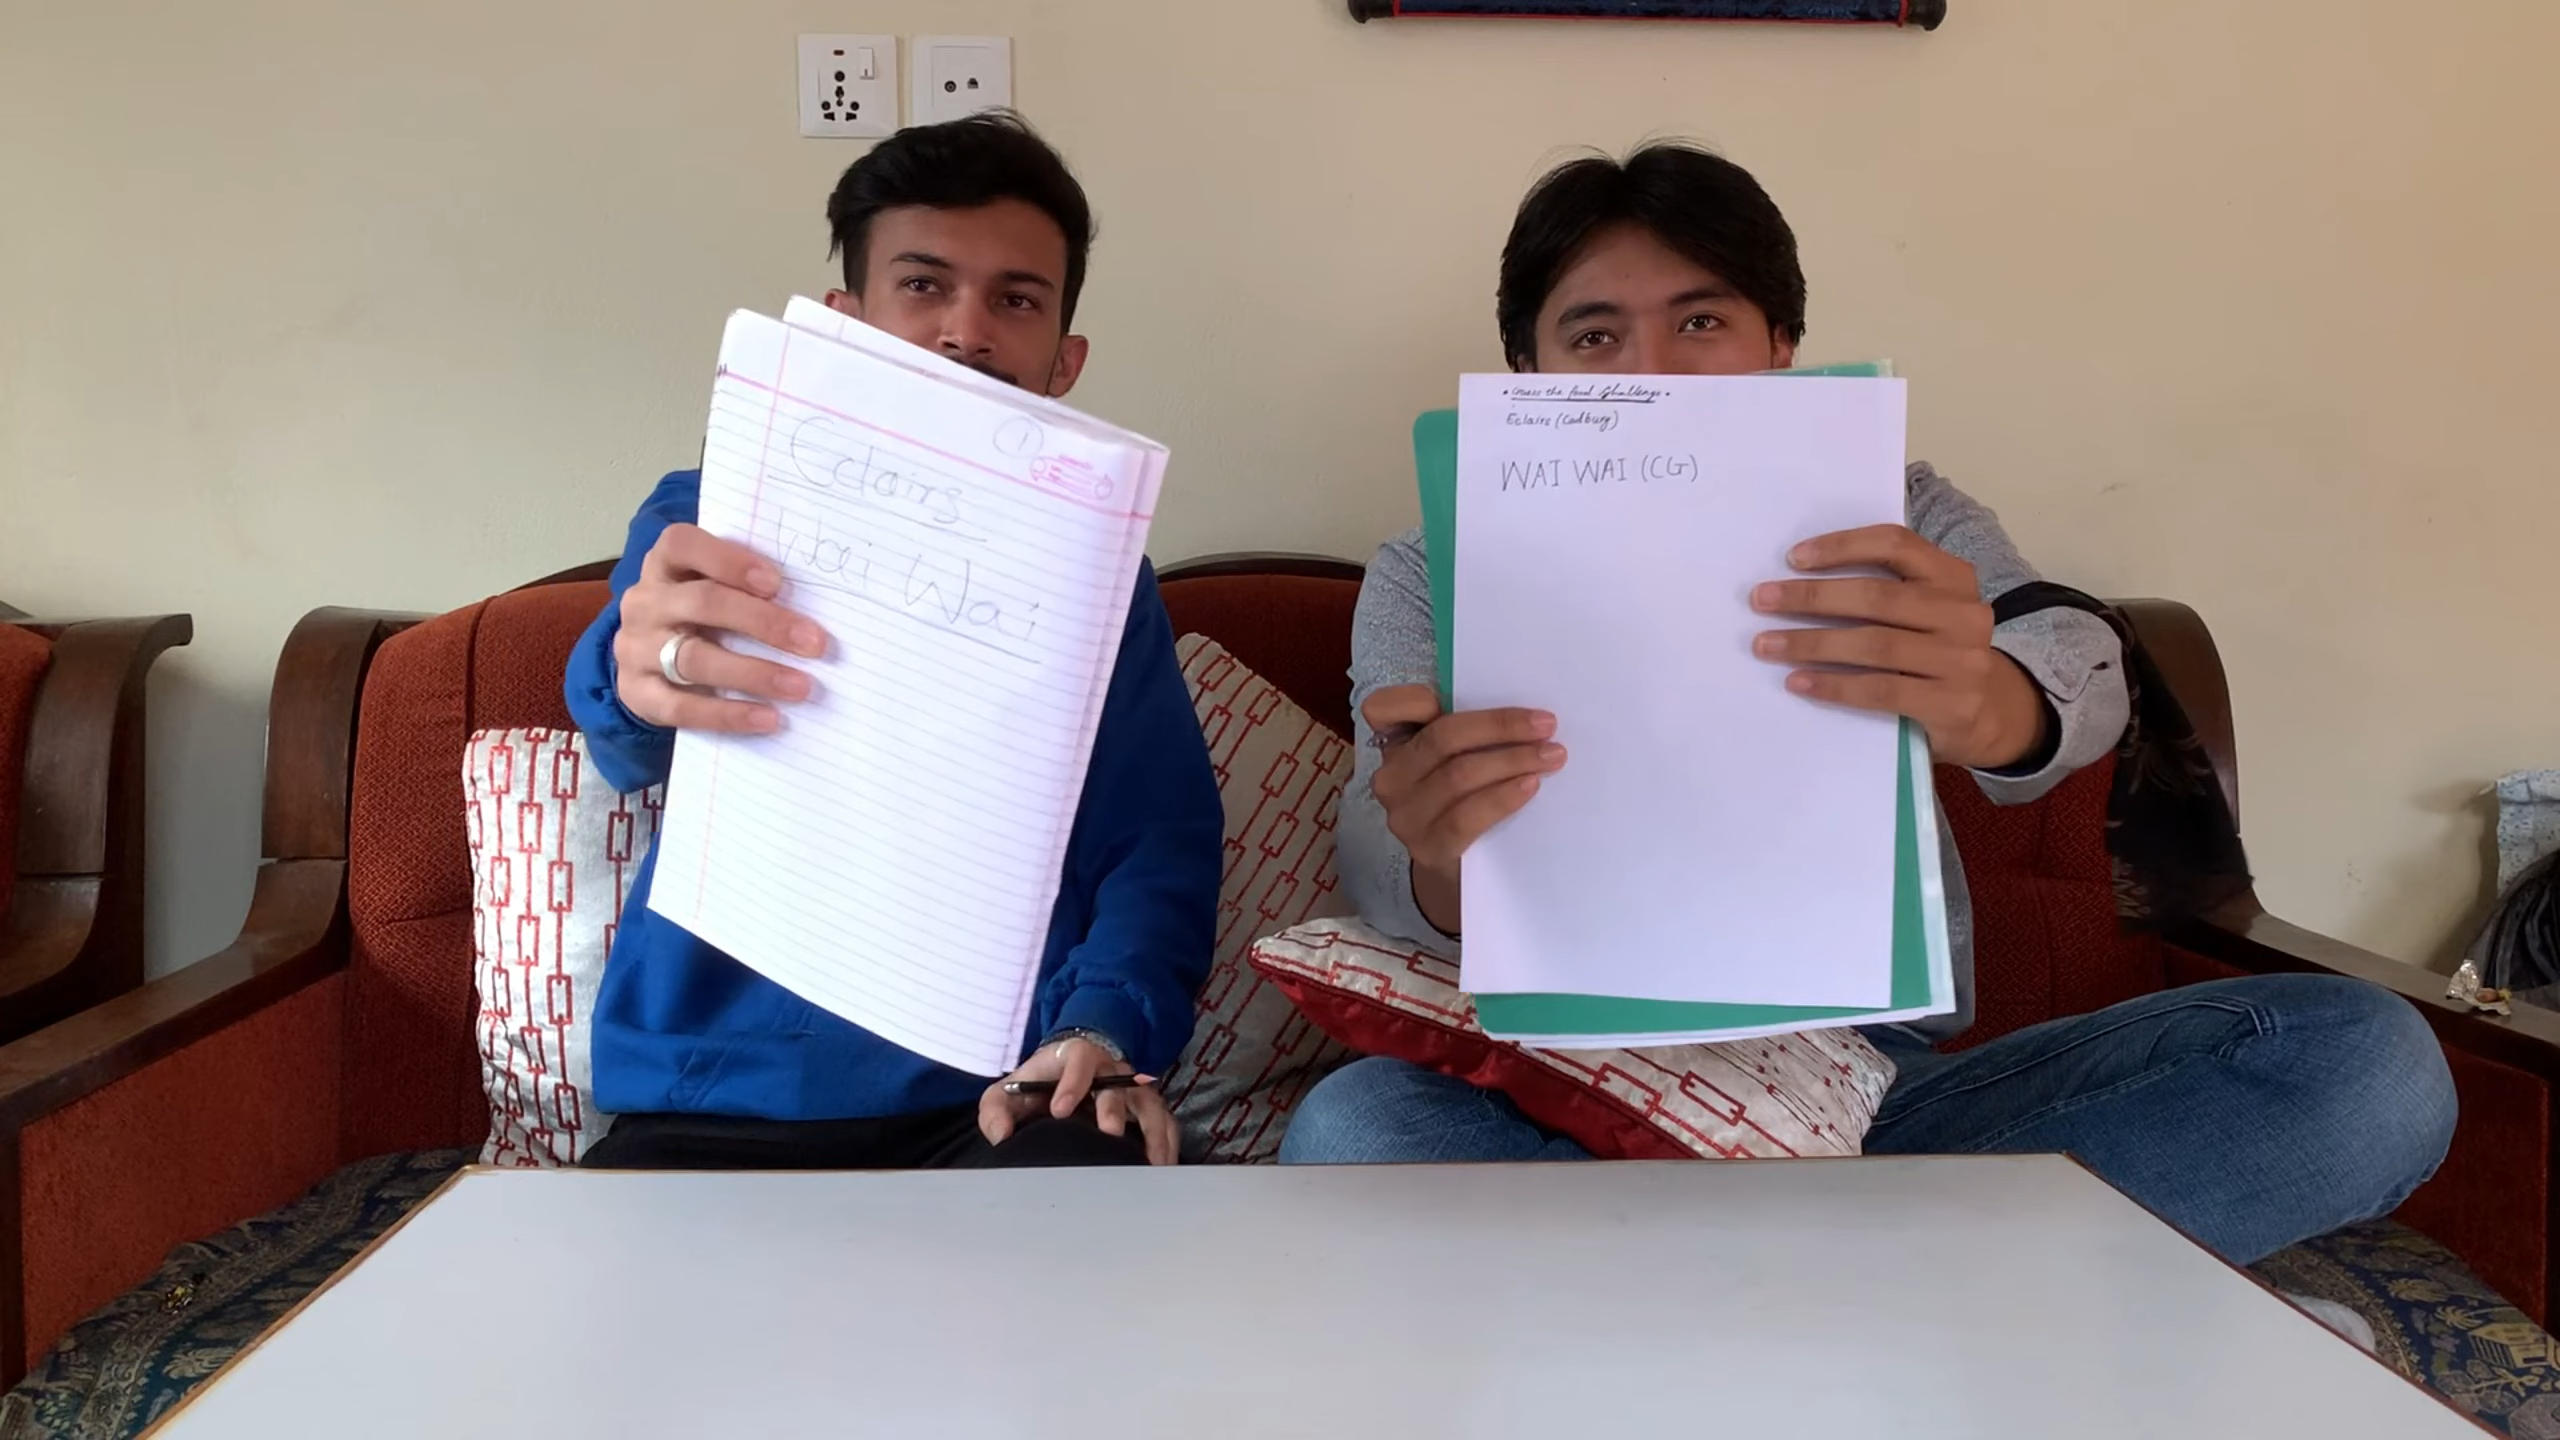 1
Eclairs
Wai Wai
• Guess the food Challenge •
Eclairs (Cadbury)
WAI WAI (CG)